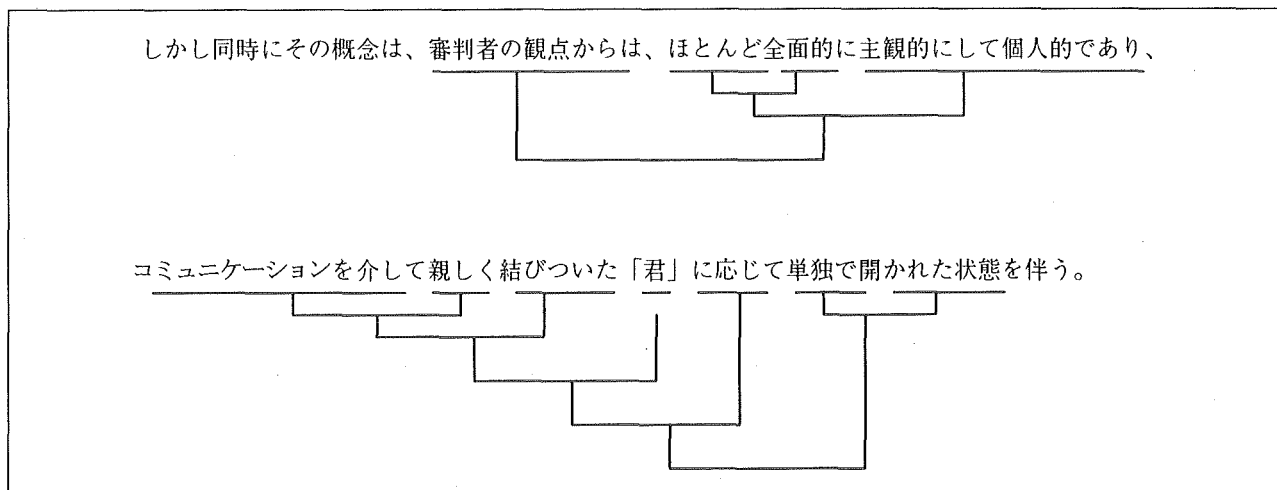 しかし同時にその概念は、審判者の観点からは、ほとんど全面的に主観的にして個人的であり、
コミュニケーションを介して親しく結びついた「君」に応じて単独で開かれた状態を伴う。